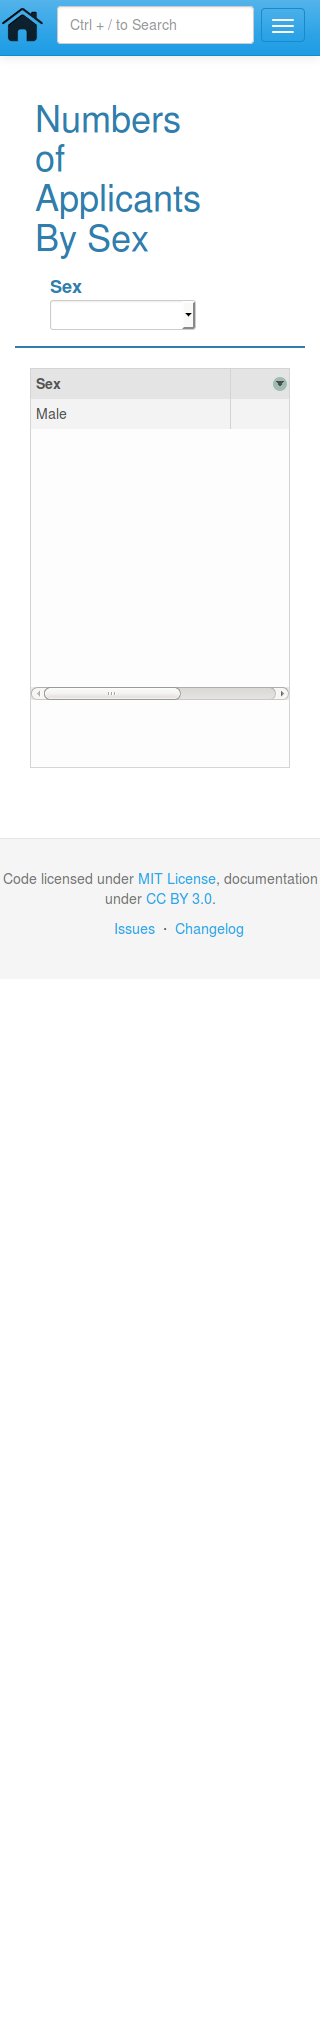 Ctrl + / to Search
Numbers
of
Applicants
By Sex
Sex
Sex
Male
Code licensed under MIT License, documentation
under CC BY 3.0.
Issues · Changelog